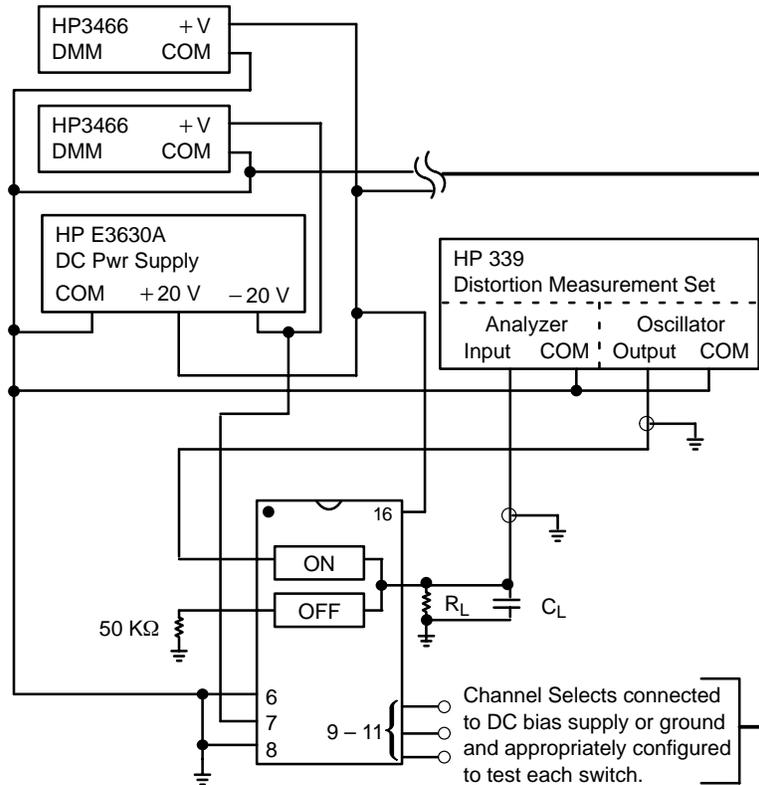 HP3466 +V
DMM COM
HP3466 +V
DMM COM
HP E3630A
DC Pwr Supply
COM +20 V −20 V
HP 339
Distortion Measurement Set
Analyzer Oscillator
Input COM Output COM
16
ON
OFF
50 KΩ
RL
CL
6
7
8
9 – 11
Channel Selects connected
to DC bias supply or ground
and appropriately configured
to test each switch.